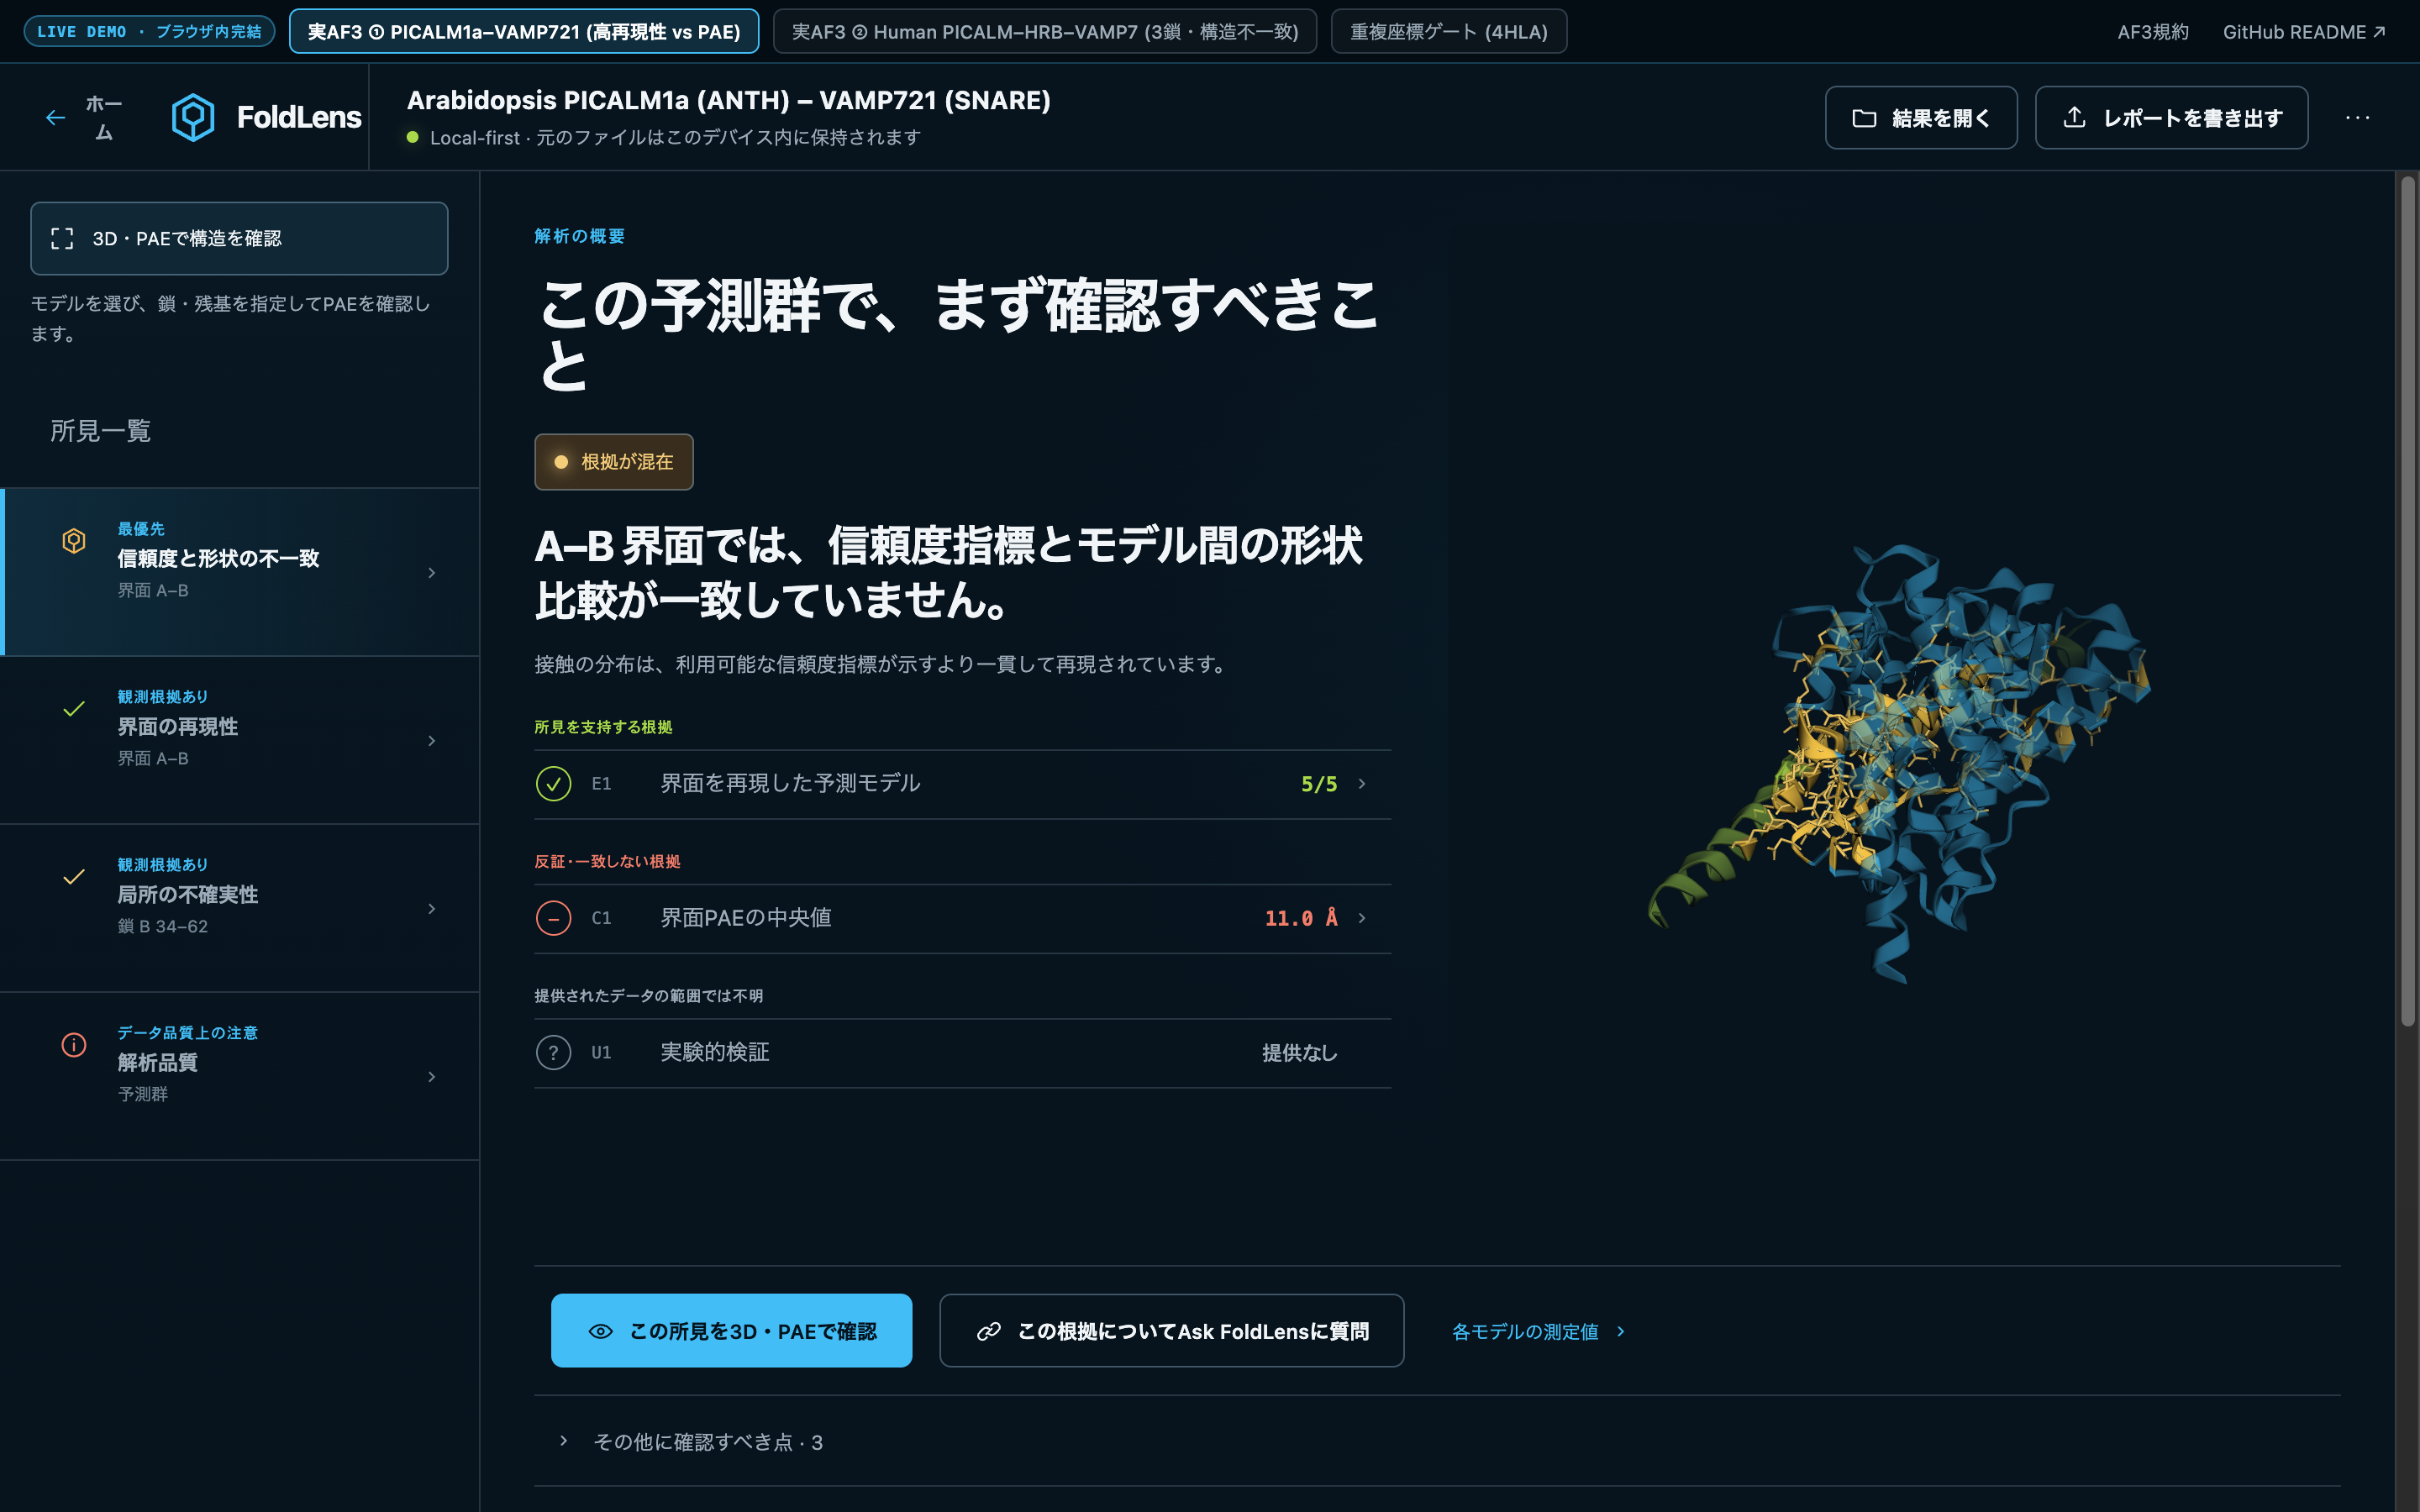 LIVE DEMO · ブラウザ内完結
実AF3 ① PICALM1a–VAMP721 (高再現性 vs PAE)
実AF3 ② Human PICALM–HRB–VAMP7 (3鎖・構造不一致)
重複座標ゲート (4HLA)
AF3規約
GitHub README ↗
← ホー
ム
FoldLens
Arabidopsis PICALM1a (ANTH) – VAMP721 (SNARE)
Local-first · 元のファイルはこのデバイス内に保持されます
結果を開く
レポートを書き出す
···
3D・PAEで構造を確認
モデルを選び、鎖・残基を指定してPAEを確認し
ます。
所見一覧
最優先
信頼度と形状の不一致
界面 A–B
観測根拠あり
界面の再現性
界面 A–B
観測根拠あり
局所の不確実性
鎖 B 34–62
データ品質上の注意
解析品質
予測群
解析の概要
この予測群で、まず確認すべきこ
と
根拠が混在
A–B 界面では、信頼度指標とモデル間の形状
比較が一致していません。
接触の分布は、利用可能な信頼度指標が示すより一貫して再現されています。
所見を支持する根拠
E1 界面を再現した予測モデル 5/5
反証・一致しない根拠
C1 界面PAEの中央値 11.0 Å
提供されたデータの範囲では不明
? U1 実験的検証 提供なし
この所見を3D・PAEで確認
この根拠についてAsk FoldLensに質問
各モデルの測定値
その他に確認すべき点 · 3